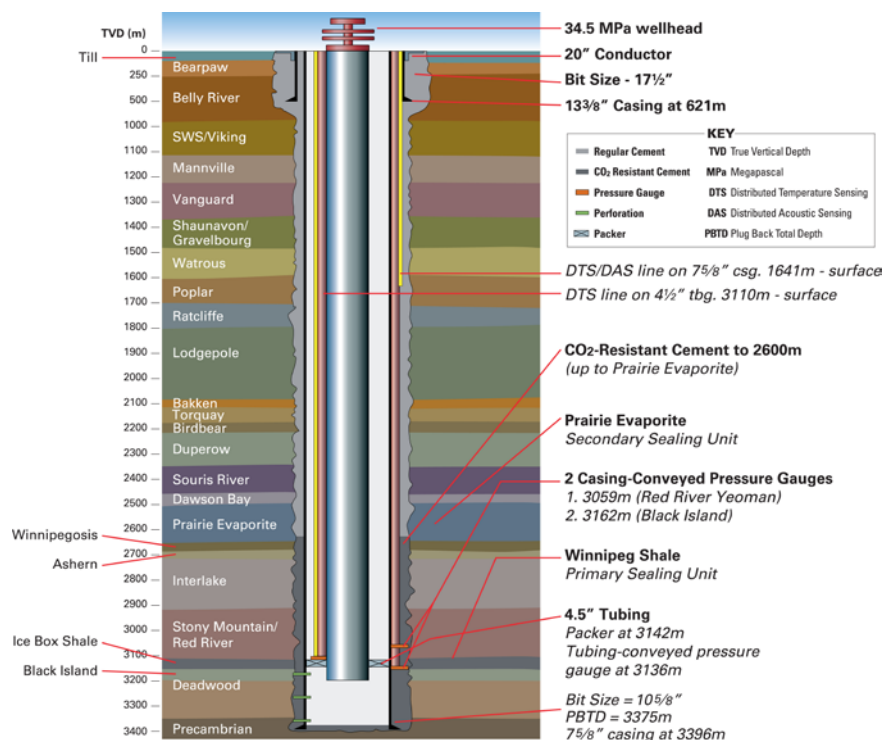 TVD (m)
0
250
250
1000
1100
1200
1300
1400
1500
1600
1700
1800
1900
2000
2100
2200
2300
2400
2500
2600
2700
2800
2900
3000
3100
3200
3300
3400
Till
Winnipegosis
Ashern
Ice Box Shale
Black Island
Bearpaw
Belly River
SWS/Viking
Mannville
Vanguard
Shaunavon/
Gravelbourg
Watrous
Poplar
Ratcliffe
Lodgepole
Bakken
Torquay
Birdbear
Duperow
Souris River
Dawson Bay
Prairie Evaporite
Interlake
Stony Mountain/
Red River
Deadwood
Precambrian
34.5 MPa wellhead
20" Conductor
Bit Size - 17½"
13⅜" Casing at 621m
KEY
Regular Cement
CO₂ Resistant Cement
Pressure Gauge
Perforation
Packer
TVD True Vertical Depth
MPa Megapascal
DTS Distributed Temperature Sensing
DAS Distributed Acoustic Sensing
PBTD Plug Back Total Depth
DTS/DAS line on 7⅝" csg. 1641m - surface
DTS line on 4½" tbg. 3110m - surface
CO₂-Resistant Cement to 2600m
(up to Prairie Evaporite)
Prairie Evaporite
Secondary Sealing Unit
2 Casing-Conveyed Pressure Gauges
1. 3059m (Red River Yeoman)
2. 3162m (Black Island)
Winnipeg Shale
Primary Sealing Unit
4.5" Tubing
Packer at 3142m
Tubing-conveyed pressure
gauge at 3136m
Bit Size = 10⅝"
PBTD = 3375m
7⅝" casing at 3396m